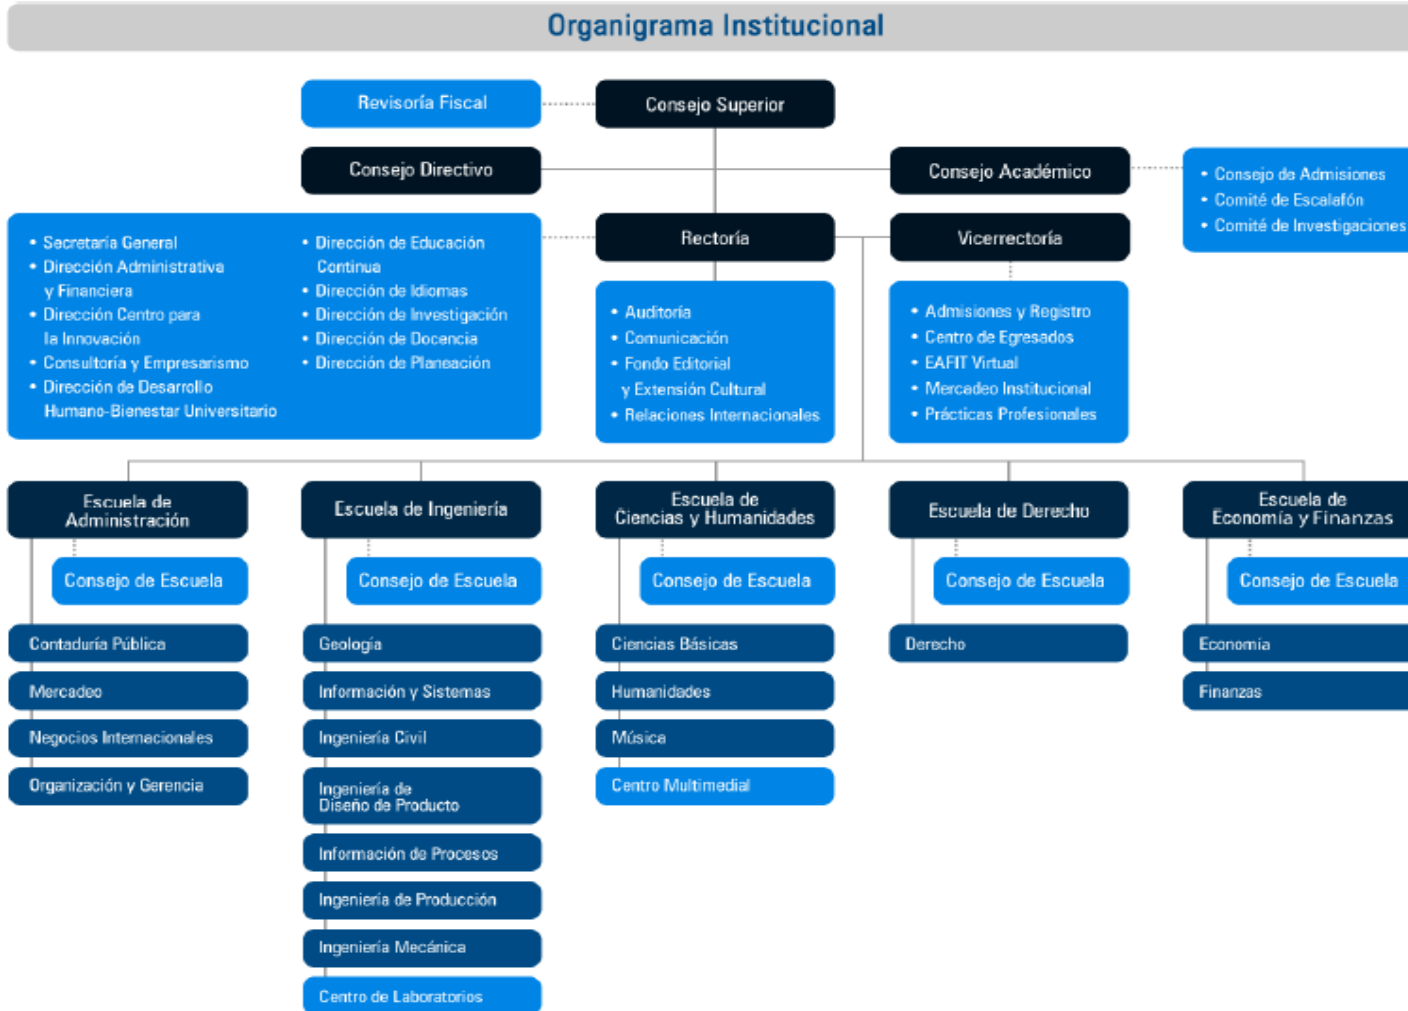 Organigrama Institucional
Revisoría Fiscal
Consejo Superior
Consejo Directivo
Consejo Académico
• Consejo de Admisiones
• Comité de Escalafón
• Comité de Investigaciones
• Secretaría General
• Dirección Administrativa
y Financiera
• Dirección Centro para
la Innovación
• Consultoría y Empresarismo
• Dirección de Desarrollo
Humano-Bienestar Universitario
• Dirección de Educación
Continua
• Dirección de Idiomas
• Dirección de Investigación
• Dirección de Docencia
• Dirección de Planeación
Rectoría
Vicerrectoría
• Auditoría
• Comunicación
• Fondo Editorial
y Extensión Cultural
• Relaciones Internacionales
• Admisiones y Registro
• Centro de Egresados
• EAFIT Virtual
• Mercadeo Institucional
• Prácticas Profesionales
Escuela de
Administración
Consejo de Escuela
Contaduría Pública
Mercadeo
Negocios Internacionales
Organización y Gerencia
Escuela de Ingeniería
Consejo de Escuela
Geología
Información y Sistemas
Ingeniería Civil
Ingeniería de
Diseño de Producto
Información de Procesos
Ingeniería de Producción
Ingeniería Mecánica
Centro de Laboratorios
Escuela de
Ciencias y Humanidades
Consejo de Escuela
Ciencias Básicas
Humanidades
Música
Centro Multimedial
Escuela de Derecho
Consejo de Escuela
Derecho
Escuela de
Economía y Finanzas
Consejo de Escuela
Economía
Finanzas